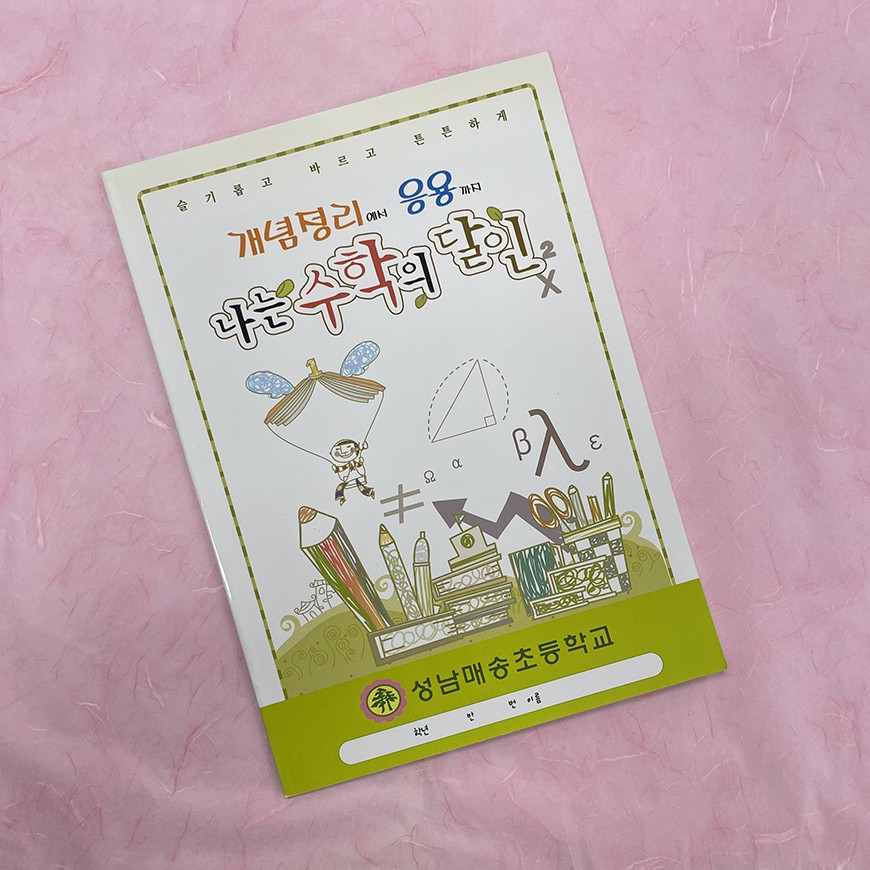 슬기롭고 바르고 튼튼하게
개념정리에서 응용까지
나는 수학의 달인
2
X
1
β λ ε
Ω α
≠
성남매송초등학교
학년 반 번 이름